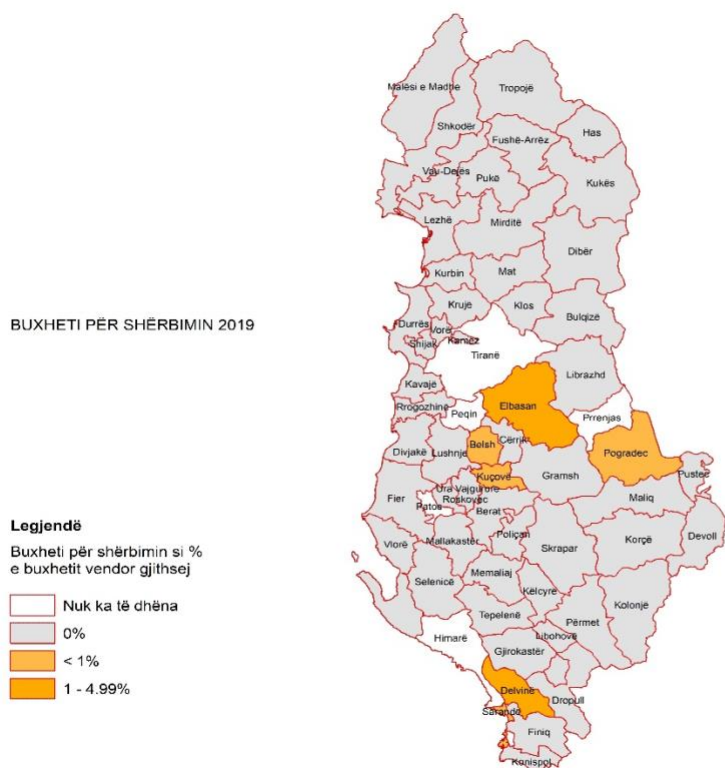 Malësi e Madhe
Tropojë
Shkodër
Has
Fushë-Arrëz
Vau-Dejës
Pukë
Kukës
Lezhë
Mirditë
Dibër
Kurbin
Mat
Krujë
Klos
Bulqizë
BUXHETI PËR SHËRBIMIN 2019
Durrës
Vorë
Kamëz
Shijak
Tiranë
Librazhd
Kavajë
Rrogozhinë
Peqin
Elbasan
Prrenjas
Belsh
Cërrik
Divjakë
Lushnje
Pogradec
Pustec
Kuçovë
Gramsh
Ura Vajgurore
Roskovec
Fier
Patos
Berat
Maliq
Legjendë
Buxheti për shërbimin si %
e buxhetit vendor gjithsej
Vlorë
Mallakastër
Poliçan
Skrapar
Korçë
Devoll
Selenicë
Memaliaj
Këlcyrë
Kolonjë
Nuk ka të dhëna
Tepelenë
Përmet
0%
Himarë
Libohovë
Gjirokastër
< 1%
1 - 4.99%
Delvinë
Dropull
Sarandë
Finiq
Konispol